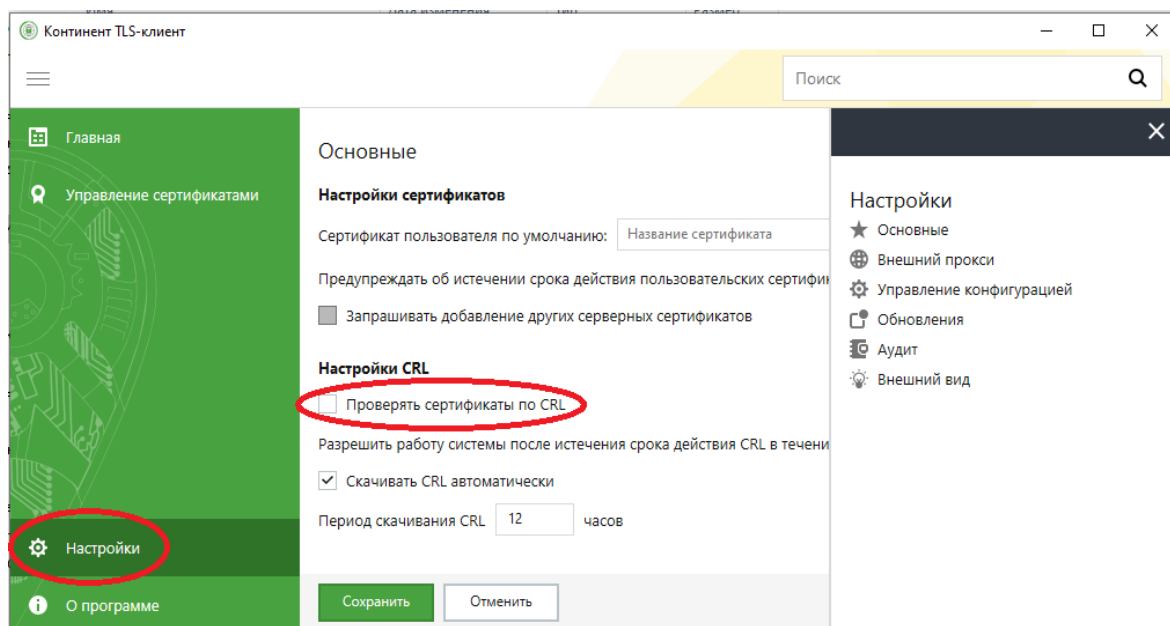 Континент TLS-клиент
Поиск
Главная
Управление сертификатами
Настройки
О программе
Основные
Настройки сертификатов
Сертификат пользователя по умолчанию: Название сертификата
Предупреждать об истечении срока действия пользовательских
Запрашивать добавление других серверных сертификатов
Настройки CRL
Проверять сертификаты по CRL
Разрешить работу системы после истечения срока действия CRL в
Скачивать CRL автоматически
Период скачивания CRL 12 часов
Сохранить Отменить
Настройки
Основные
Внешний прокси
Управление конфигурацией
Обновления
Аудит
Внешний вид